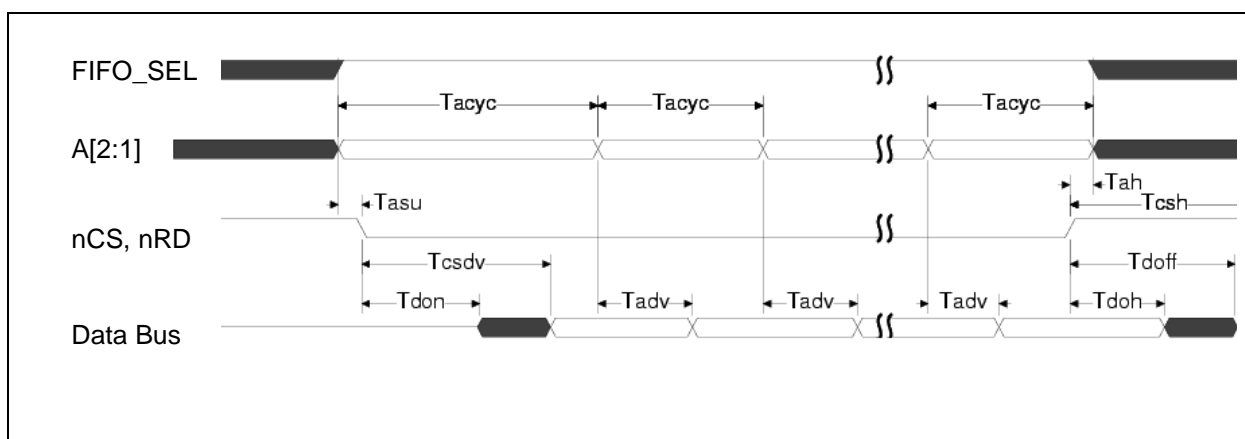 FIFO_SEL
Tacyc Tacyc Tacyc
A[2:1]
Tah
Tasu Tcsh
nCS, nRD
Tcsdv Tdoff
Tdon Tadv Tadv Tadv Tdoh
Data Bus